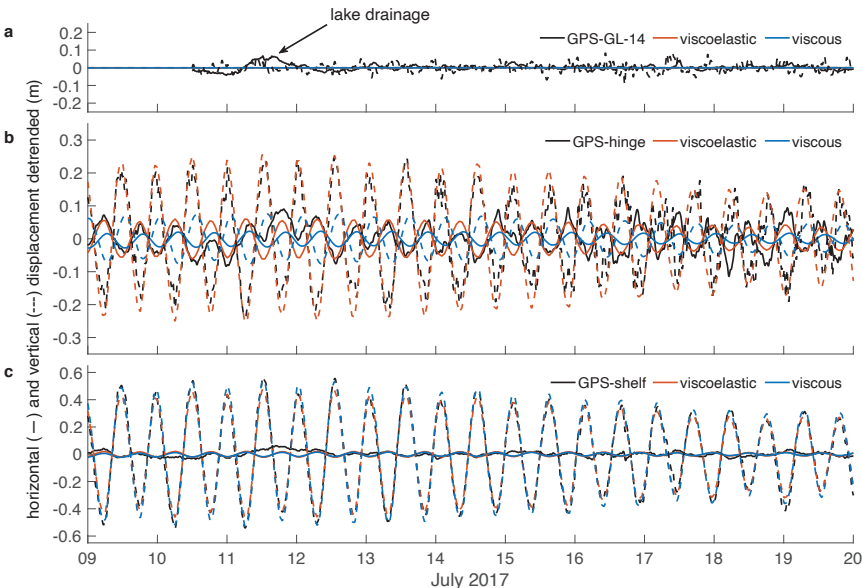 lake drainage
a
0.2
0.1
0
-0.1
-0.2
GPS-GL-14 viscoelastic viscous
b
0.3
0.2
0.1
0
-0.1
-0.2
-0.3
GPS-hinge viscoelastic viscous
c
0.6
0.4
0.2
0
-0.2
-0.4
-0.6
GPS-shelf viscoelastic viscous
horizontal ( — ) and vertical (---) displacement detrended (m)
09 10 11 12 13 14 15 16 17 18 19 20
July 2017